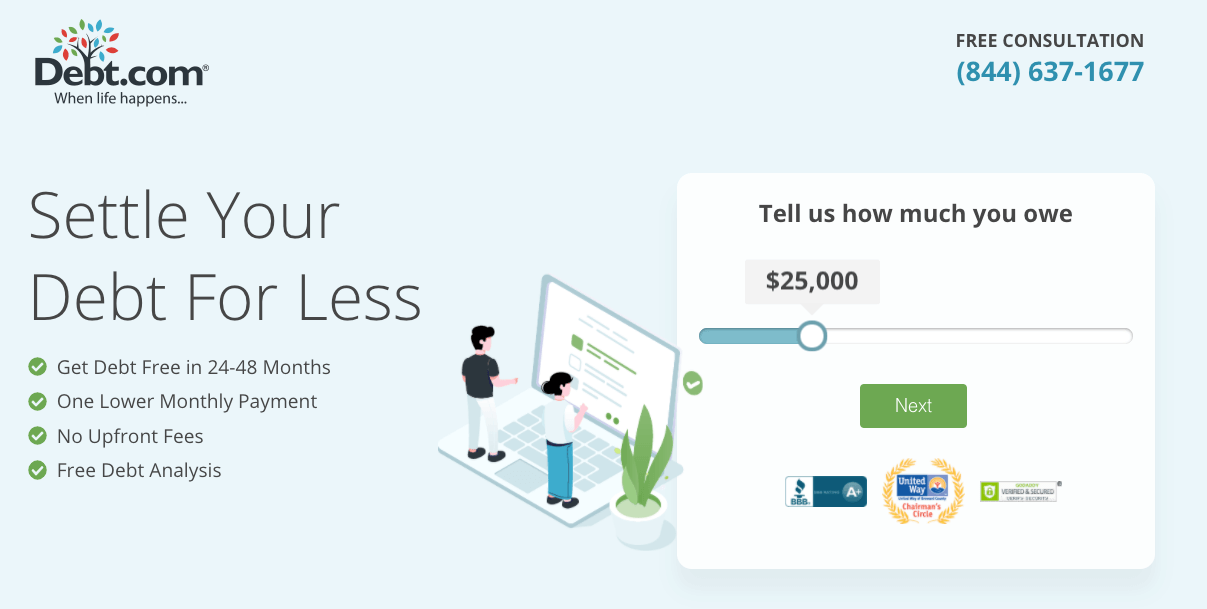 Debt.com®
When life happens...
FREE CONSULTATION
(844) 637-1677
Settle Your
Debt For Less
Get Debt Free in 24-48 Months
One Lower Monthly Payment
No Upfront Fees
Free Debt Analysis
Tell us how much you owe
$25,000
Next
BBB
A+
United
Way
Chairman's
Circle
VERIFIED & SECURED